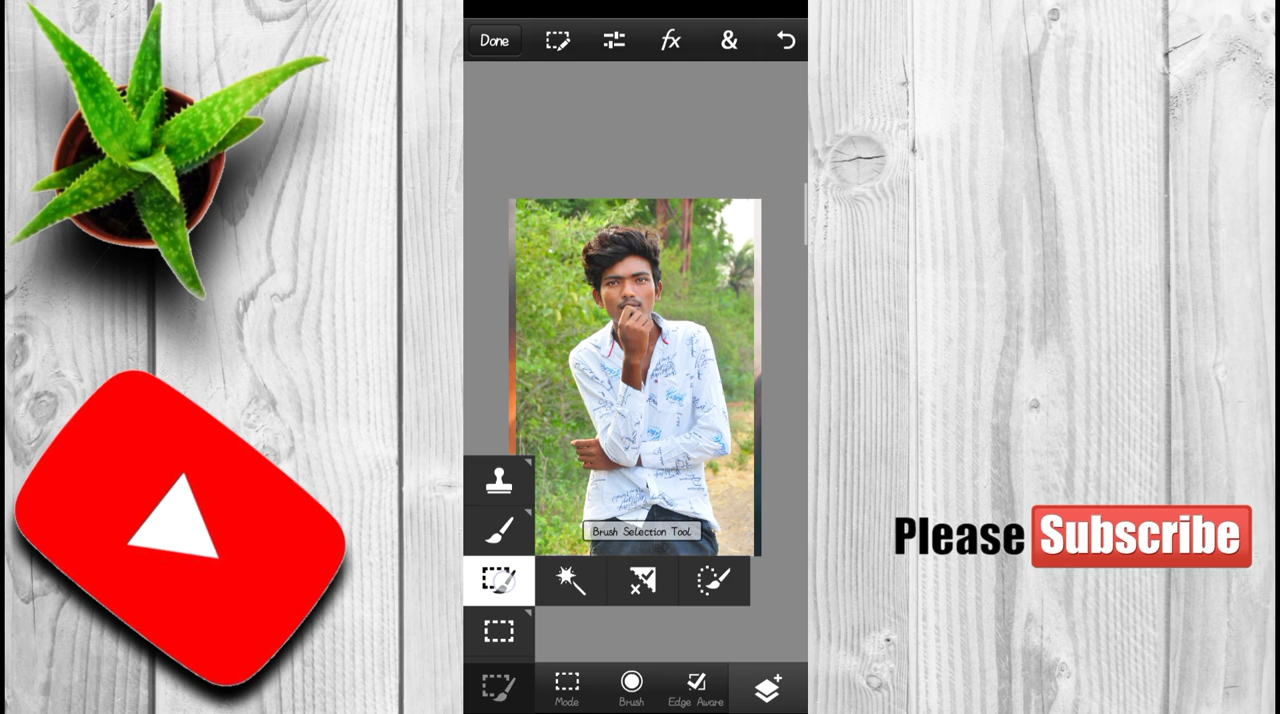 Done
fx
&
Brush Selection Tool
Mode
Brush
Edge Aware
Please Subscribe